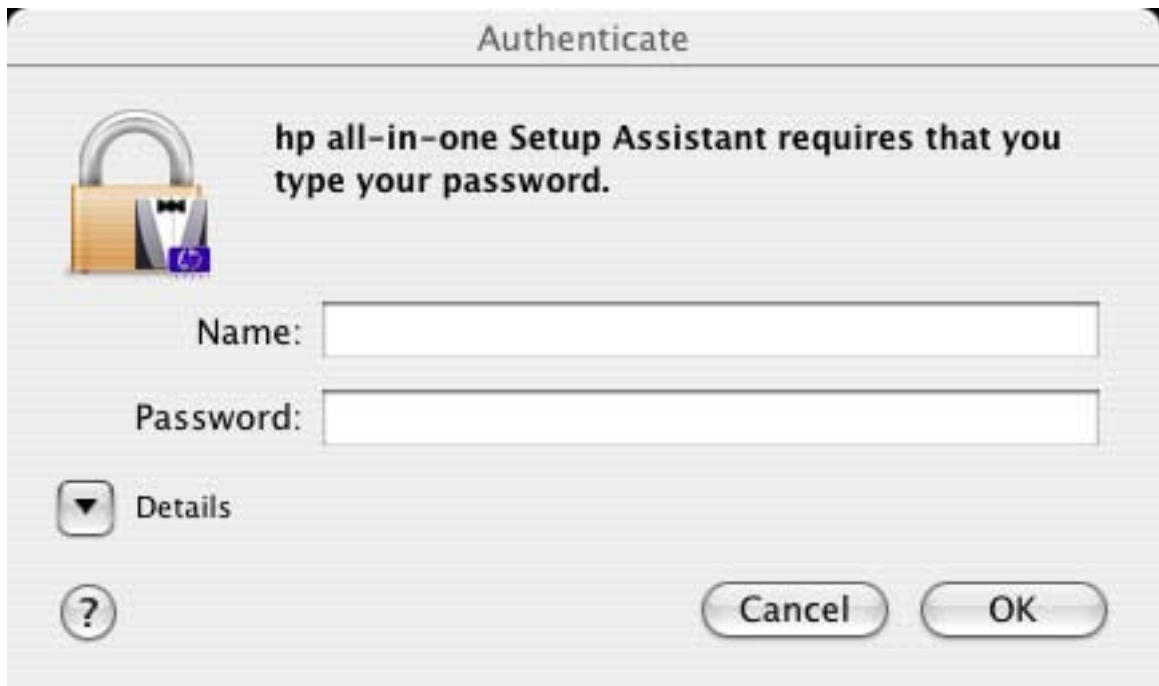 Authenticate
hp all-in-one Setup Assistant requires that you
type your password.
Name:
Password:
Details
?
Cancel
OK